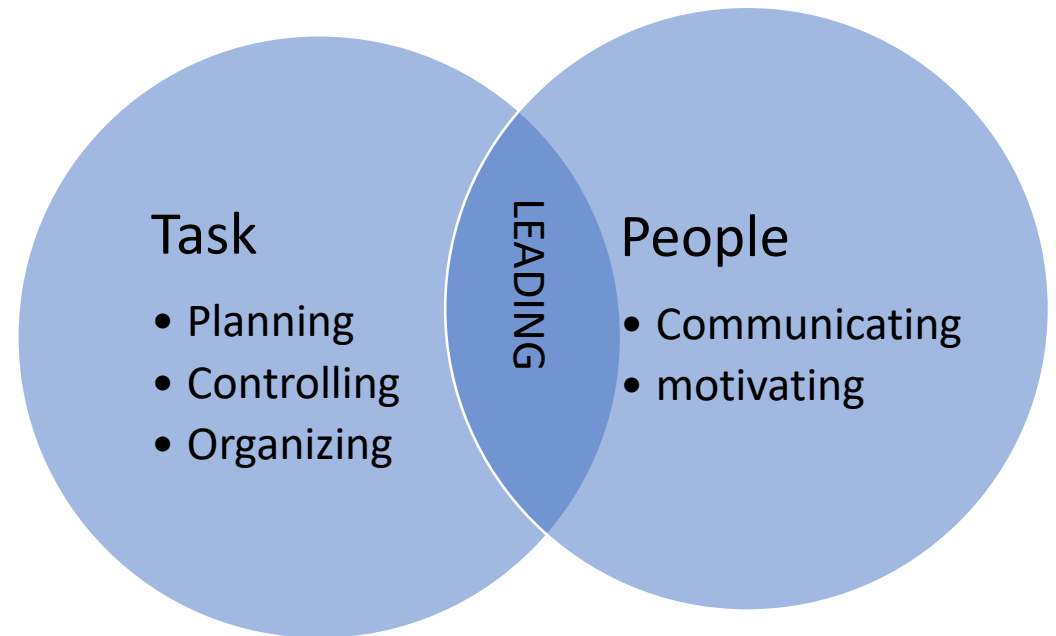 Task
• Planning
• Controlling
• Organizing
LEADING
People
• Communicating
• motivating